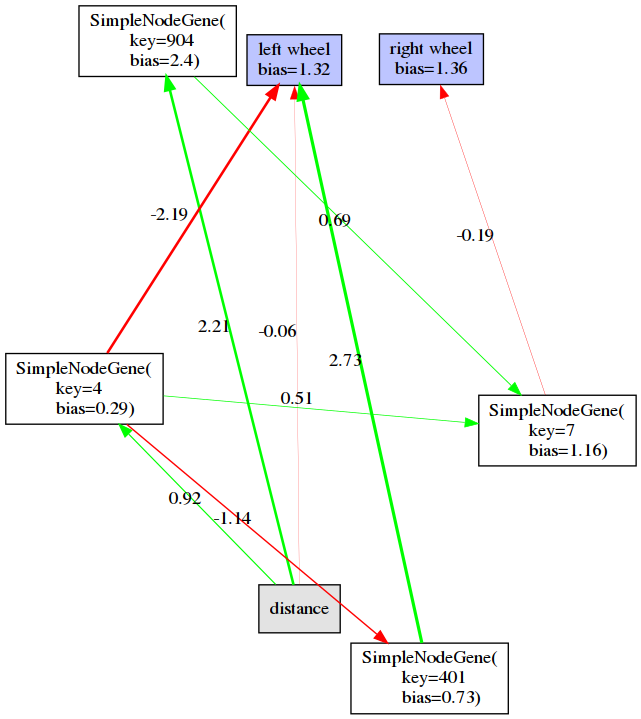 SimpleNodeGene(
key=904
bias=2.4)
left wheel
bias=1.32
right wheel
bias=1.36
-2.19
0.69
-0.19
2.21
-0.06
2.73
SimpleNodeGene(
key=4
bias=0.29)
0.51
SimpleNodeGene(
key=7
bias=1.16)
0.92
-1.14
distance
SimpleNodeGene(
key=401
bias=0.73)